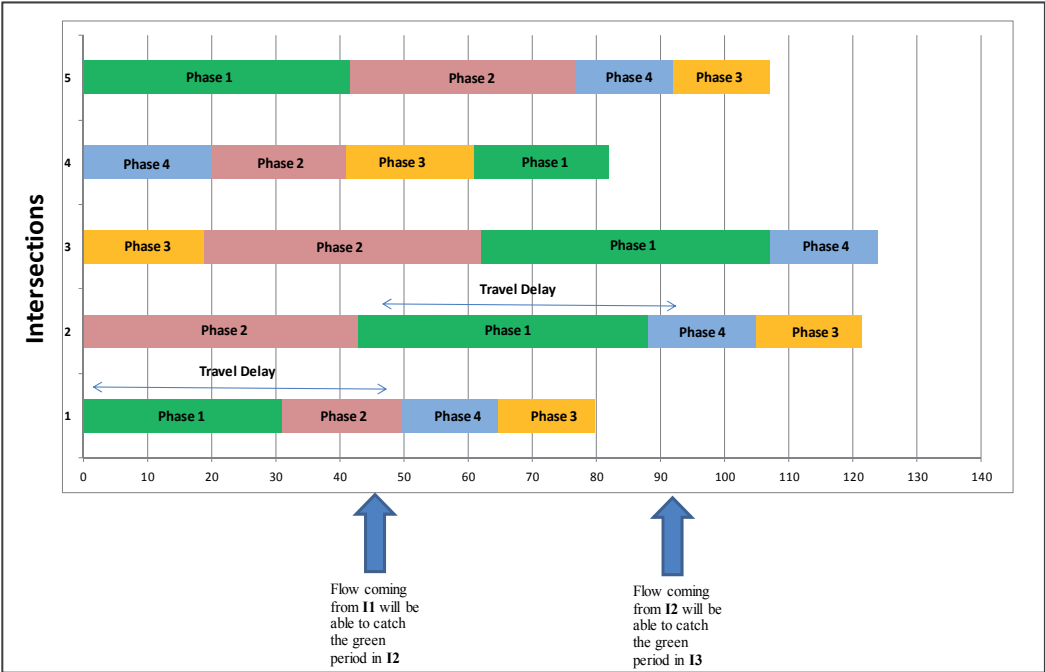 5 Phase 1 Phase 2 Phase 4 Phase 3
4 Phase 4 Phase 2 Phase 3 Phase 1
Intersections
3 Phase 3 Phase 2 Phase 1 Phase 4
Travel Delay
2 Phase 2 Phase 1 Phase 4 Phase 3
Travel Delay
1 Phase 1 Phase 2 Phase 4 Phase 3
0 10 20 30 40 50 60 70 80 90 100 110 120 130 140
Flow coming
from I1 will be
able to catch
the green
period in I2
Flow coming
from I2 will be
able to catch
the green
period in I3